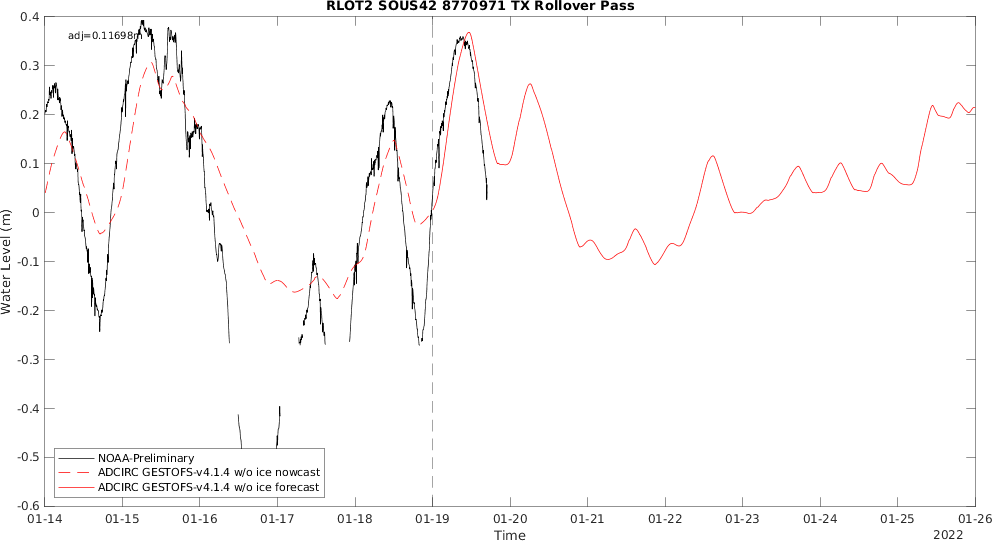 RLOT2 SOUS42 8770971 TX Rollover Pass
adj=0.11698m
Water Level (m)
0.4
0.3
0.2
0.1
0
-0.1
-0.2
-0.3
-0.4
-0.5
-0.6
NOAA-Preliminary
ADCIRC GESTOFS-v4.1.4 w/o ice nowcast
ADCIRC GESTOFS-v4.1.4 w/o ice forecast
01-14 01-15 01-16 01-17 01-18 01-19 01-20 01-21 01-22 01-23 01-24 01-25 01-26
Time
2022